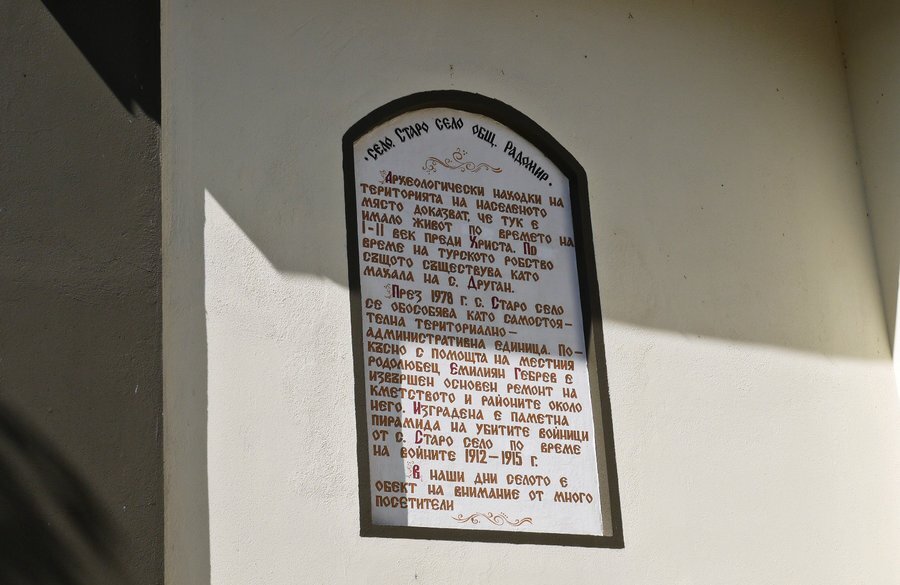 • СЕЛО СТАРО СЕЛО ОБЩ. РАДОМИР •
АРХЕОЛОГИЧЕСКИ НАХОДКИ НА
ТЕРИТОРИЯТА НА НАСЕЛЕНОТО
МЯСТО ДОКАЗВАТ, ЧЕ ТУК Е
ИМАЛО ЖИВОТ ПО ВРЕМЕТО НА
I-II ВЕК ПРЕДИ ХРИСТА. ПО
ВРЕМЕ НА ТУРСКОТО РОБСТВО
СЪЩОТО СЪЩЕСТВУВА КАТО
МАХАЛА НА С. ДРУГАН.
ПРЕЗ 1978 Г. С. СТАРО СЕЛО
СЕ ОБОСОБЯВА КАТО САМОСТОЯ-
ТЕЛНА ТЕРИТОРИАЛНО-
АДМИНИСТРАТИВНА ЕДИНИЦА. ПО-
КЪСНО С ПОМОЩТА НА МЕСТНИЯ
РОДОЛЮБЕЦ ЕМИЛИЯН ГЕБРЕВ Е
ИЗВЪРШЕН ОСНОВЕН РЕМОНТ НА
КМЕТСТВОТО И РАЙОНИТЕ ОКОЛО
НЕГО. ИЗГРАДЕНА Е ПАМЕТНА
ПИРАМИДА НА УБИТИТЕ ВОЙНИЦИ
ОТ С. СТАРО СЕЛО ПО ВРЕМЕ
НА ВОЙНИТЕ 1912-1915 Г.
В НАШИ ДНИ СЕЛОТО Е
ОБЕКТ НА ВНИМАНИЕ ОТ МНОГО
ПОСЕТИТЕЛИ